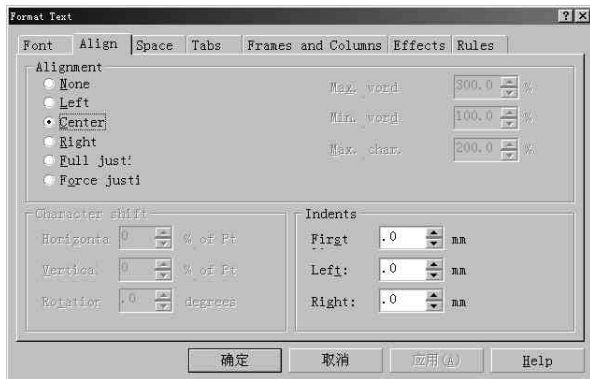 Format Text
Font Align Space Tabs Frames and Columns Effects Rules
Alignment
None
Left
Center
Right
Full just
Force justi
Max. word 300.0 %
Min. word 100.0 %
Max. char. 200.0 %
Character shift
Horizonta 0 % of Pt
Vertical 0 % of Pt
Rotation .0 degrees
Indents
First .0 mm
Left: .0 mm
Right: .0 mm
确定 取消 应用(A) Help